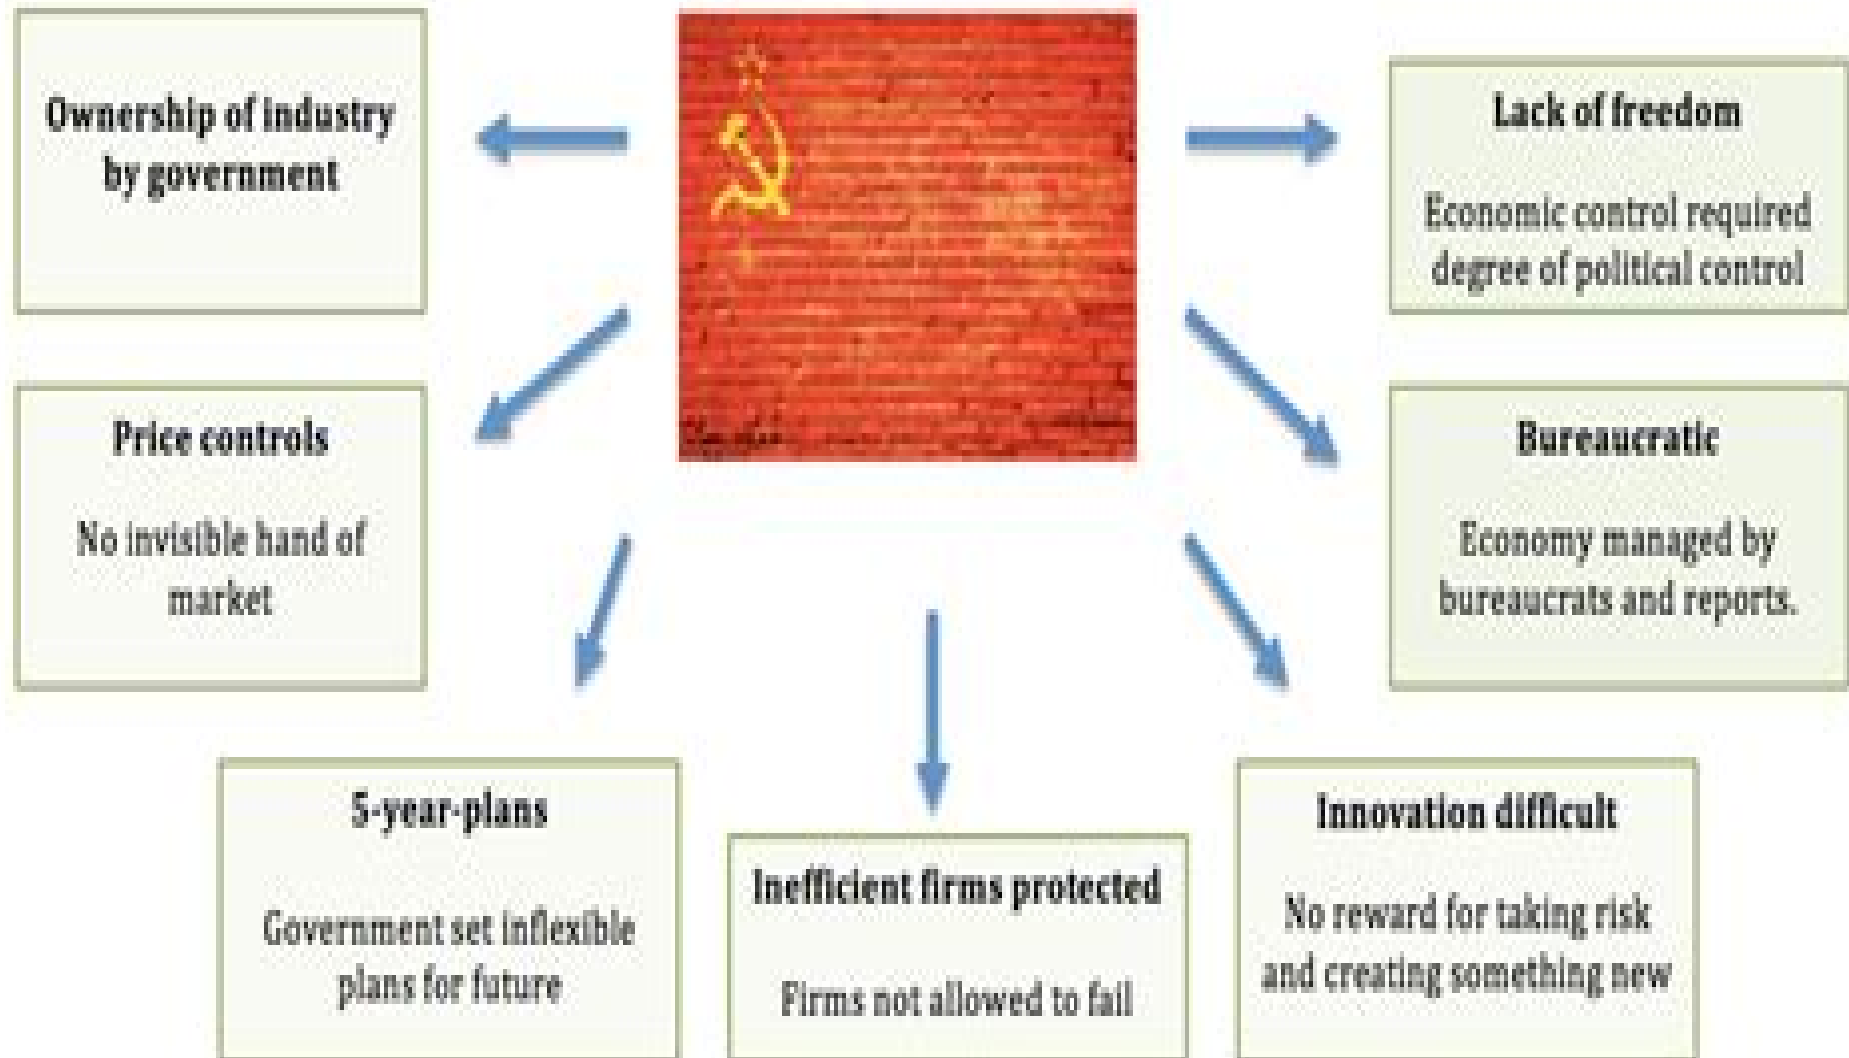 Ownership of industry
by government
Price controls
No invisible hand of
market
5-year-plans
Government set inflexible
plans for future
Inefficient firms protected
Firms not allowed to fail
Innovation difficult
No reward for taking risk
and creating something new
Bureaucratic
Economy managed by
bureaucrats and reports.
Lack of freedom
Economic control required
degree of political control